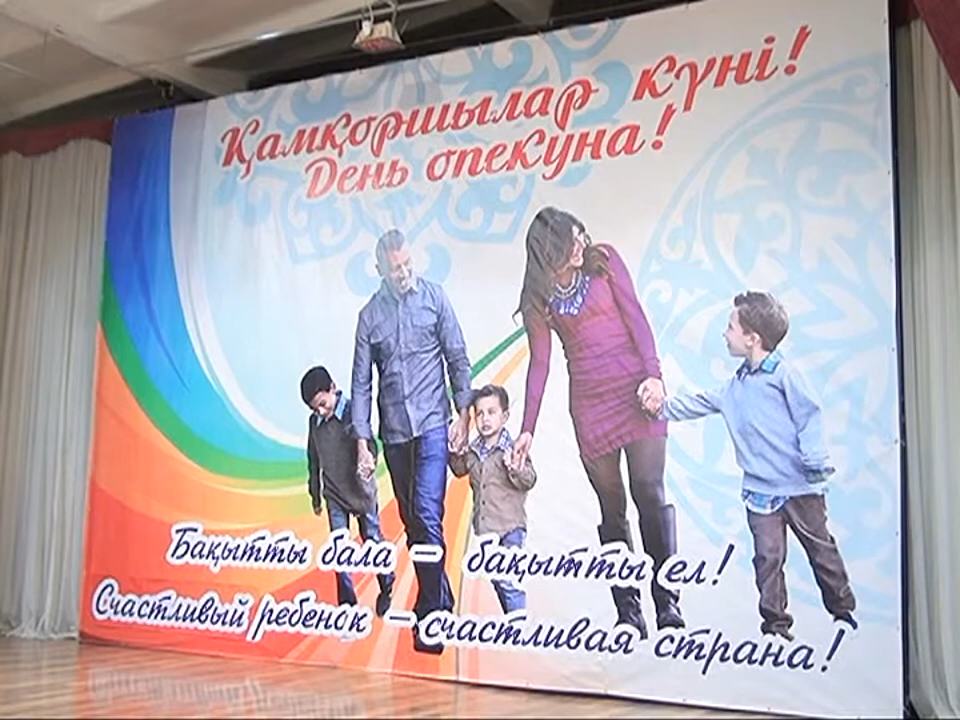 Қамқоршылар күні!
День опекуна!
Бақытты бала – бақытты ел!
Счастливый ребенок – счастливая страна!